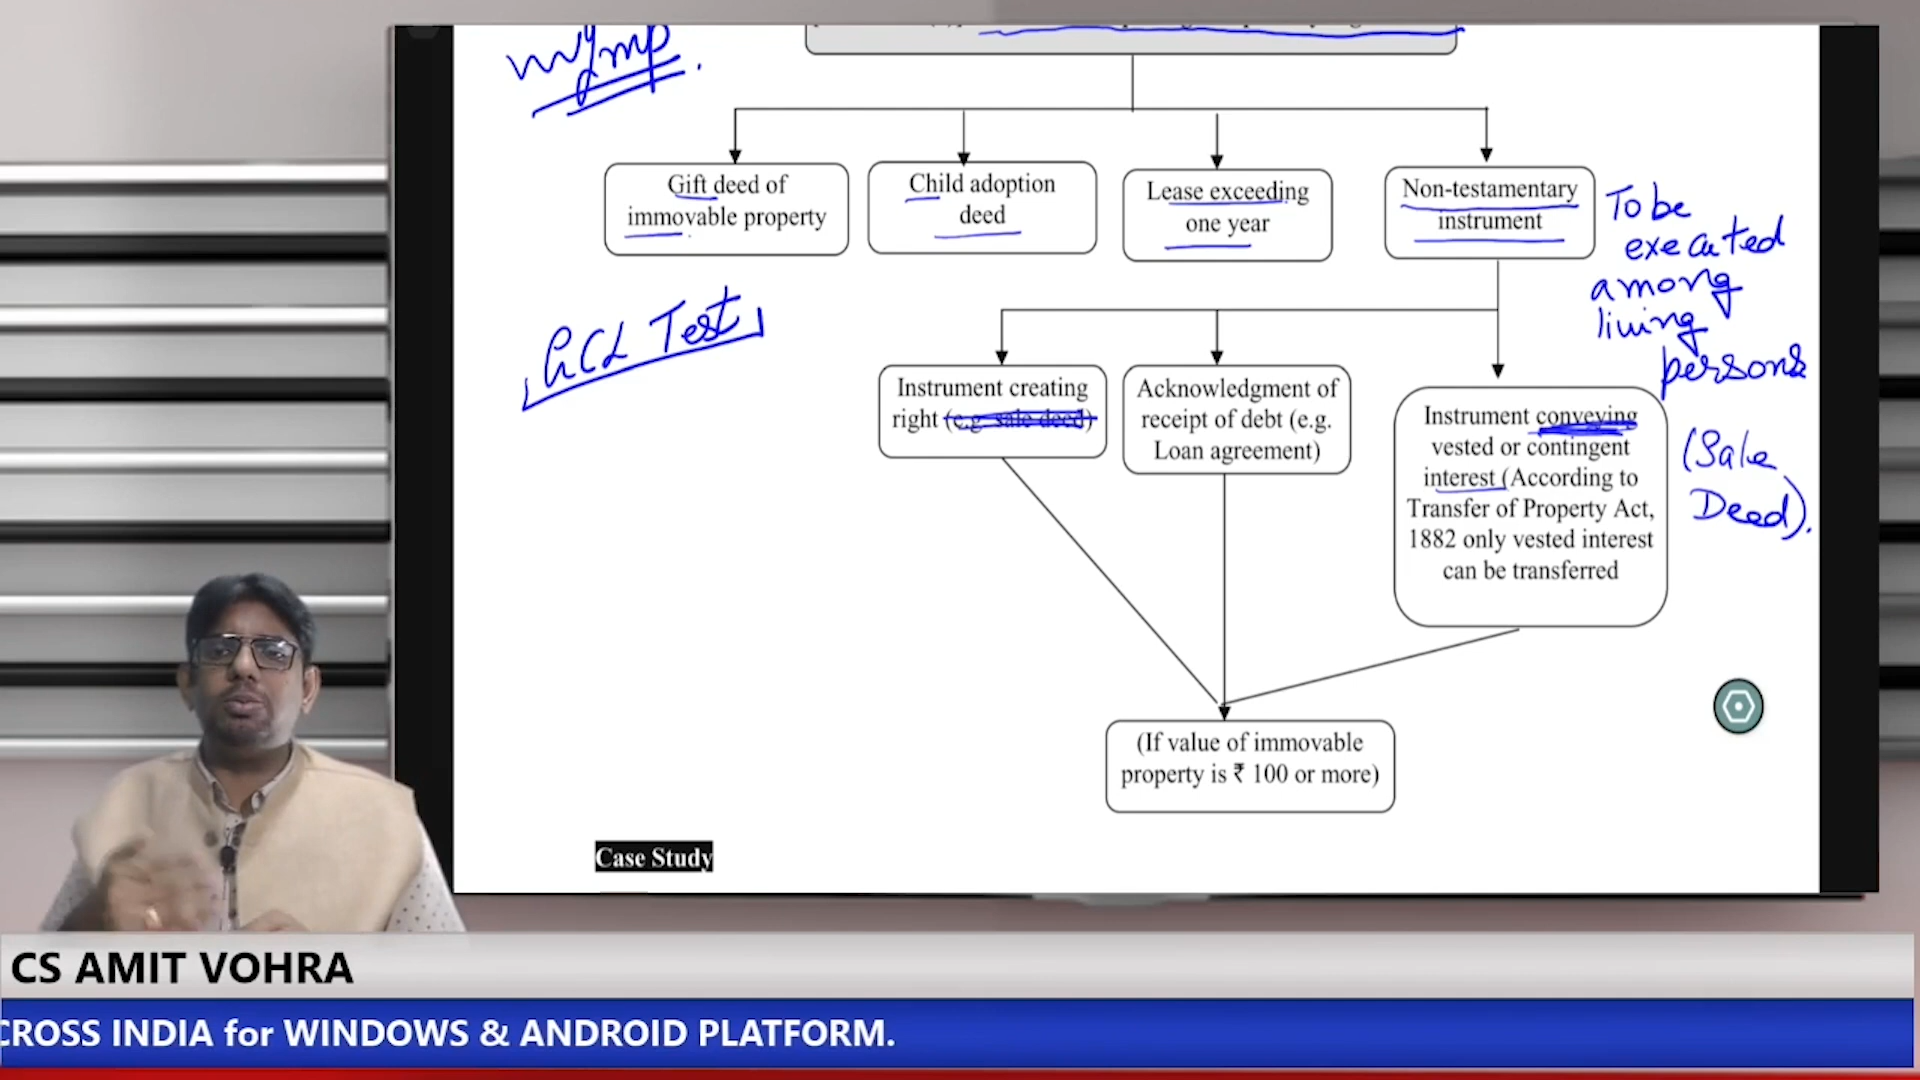 Gift deed of
immovable property
Child adoption
deed
Lease exceeding
one year
Non-testamentary
instrument
To be
executed
among
living
persons
GCL Test
Instrument creating
right (e.g. sale deed)
Acknowledgment of
receipt of debt (e.g.
Loan agreement)
Instrument conveying
vested or contingent
interest (According to
Transfer of Property Act,
1882 only vested interest
can be transferred
(Sale
Deed).
(If value of immovable
property is ₹ 100 or more)
Case Study
CS AMIT VOHRA
CROSS INDIA for WINDOWS & ANDROID PLATFORM.